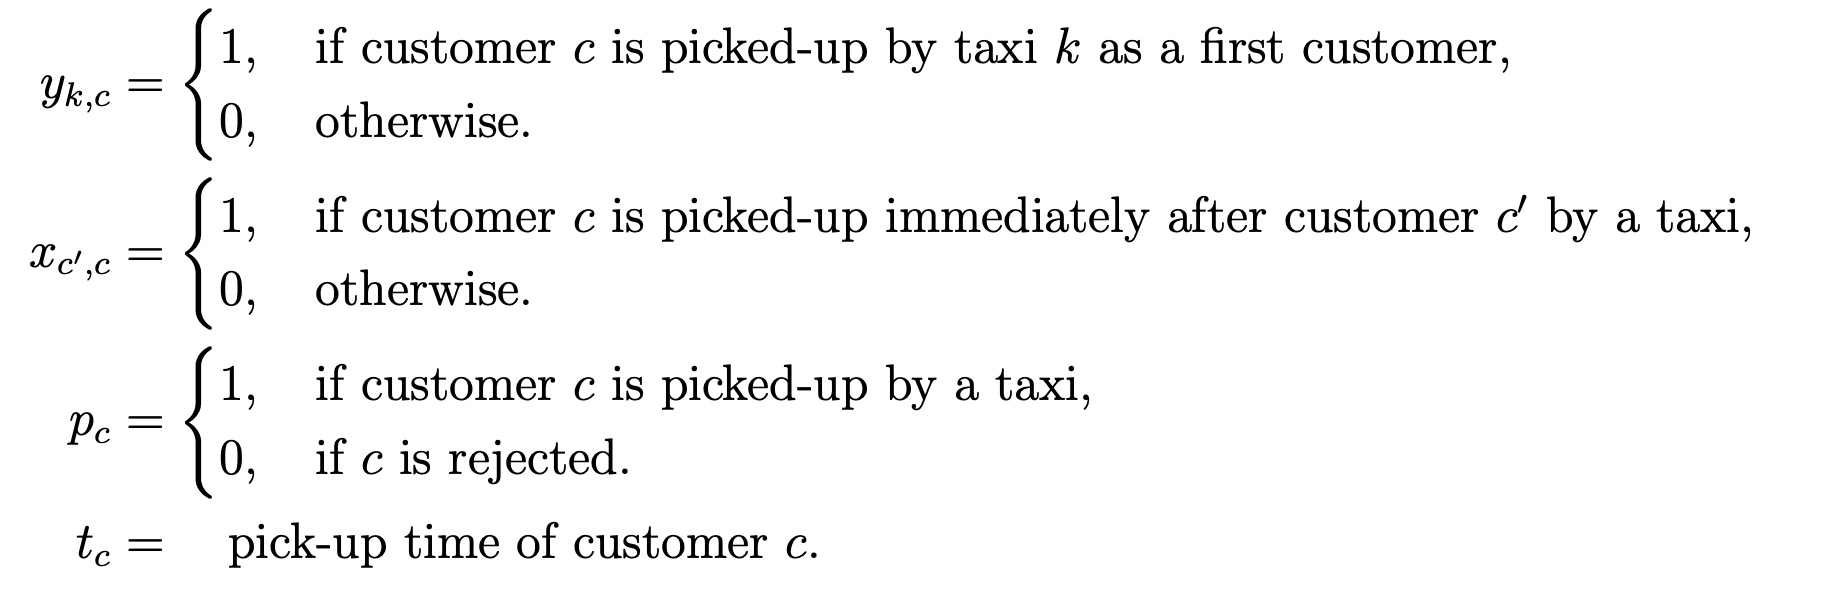 y_{k,c} = { 1, if customer c is picked-up by taxi k as a first customer,
0, otherwise.
x_{c′,c} = { 1, if customer c is picked-up immediately after customer c′ by a taxi,
0, otherwise.
p_c = { 1, if customer c is picked-up by a taxi,
0, if c is rejected.
t_c = pick-up time of customer c.